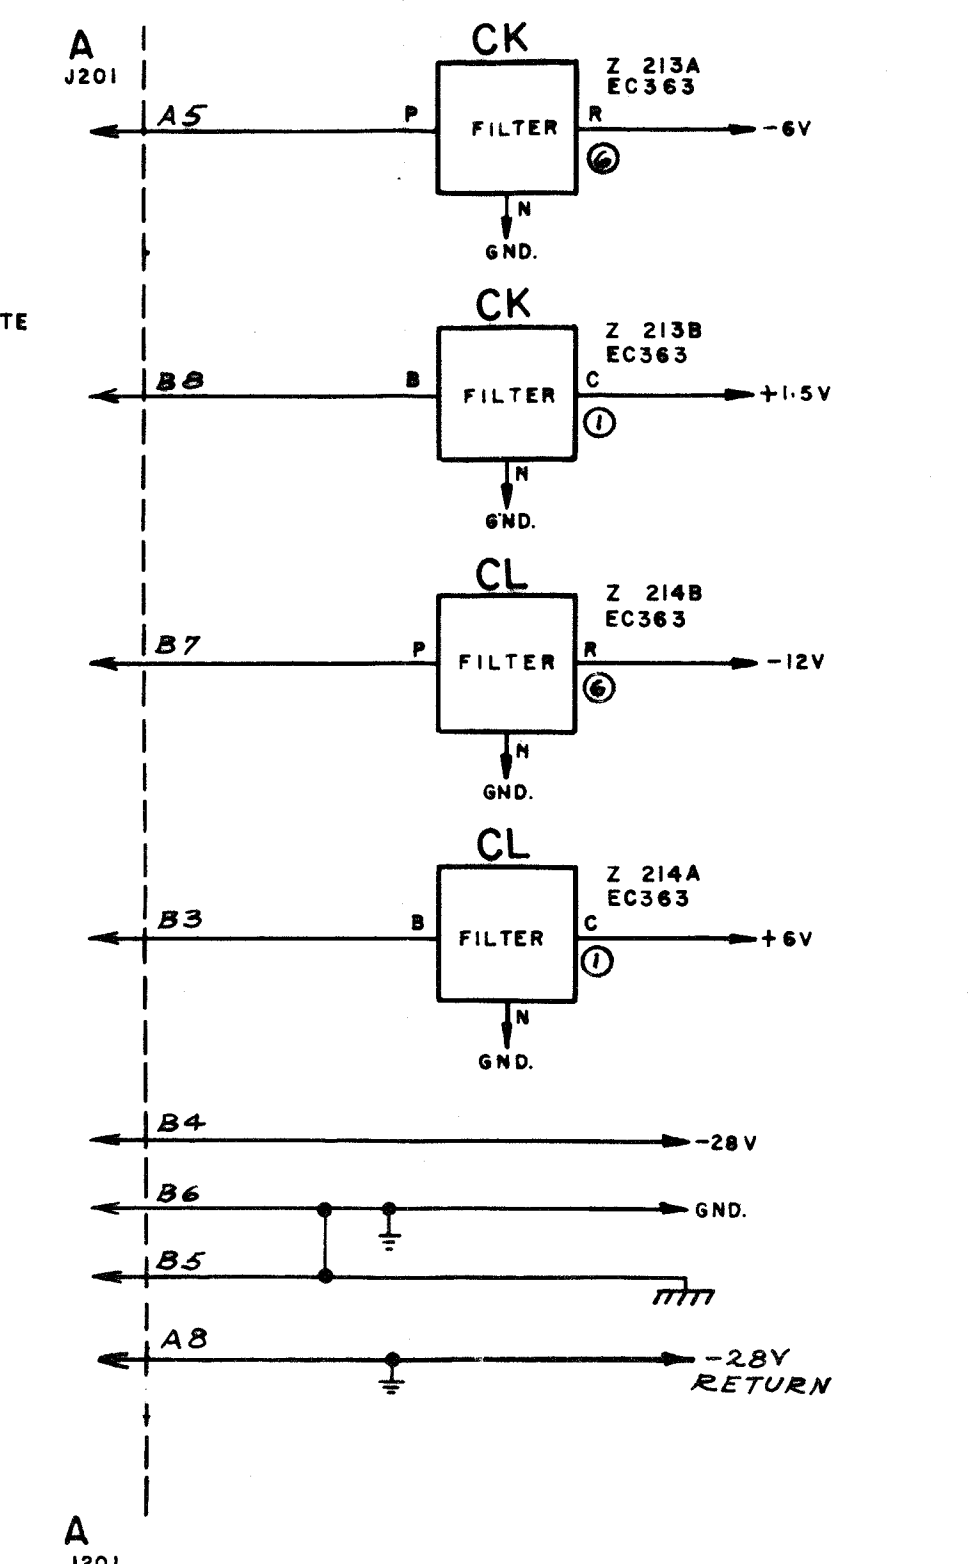 A
J201
CK
Z 213A
EC363
A5
P
FILTER
R
-6V
6
N
GND.
TE
CK
Z 213B
EC363
B8
B
FILTER
C
+1.5V
1
N
GND.
CL
Z 214B
EC363
B7
P
FILTER
R
-12V
6
N
GND.
CL
Z 214A
EC363
B3
B
FILTER
C
+6V
1
N
GND.
B4
-28V
B6
GND.
B5
A8
-28V
RETURN
A
J201